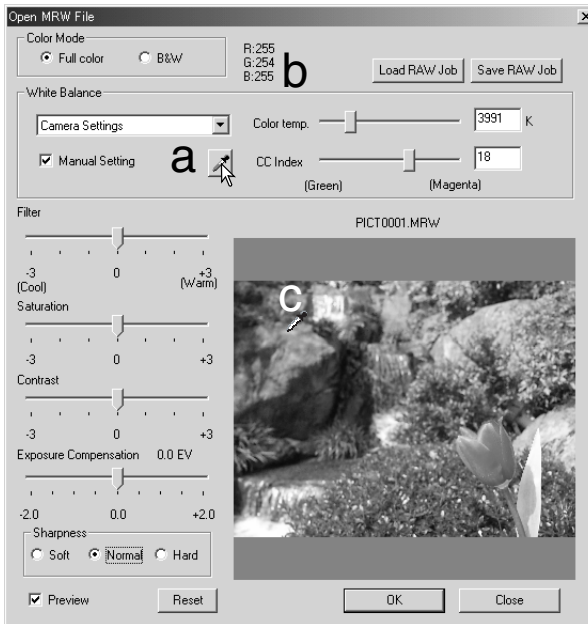 Open MRW File
Color Mode
Full color B&W
R:255
G:254
B:255
b
Load RAW Job Save RAW Job
White Balance
Camera Settings
Color temp. 3991 K
Manual Setting
a
CC Index 18
(Green) (Magenta)
Filter
-3 0 +3
(Cool) (Warm)
Saturation
-3 0 +3
Contrast
-3 0 +3
Exposure Compensation 0.0 EV
-2.0 0.0 +2.0
Sharpness
Soft Normal Hard
Preview Reset
PICT0001.MRW
c
OK Close